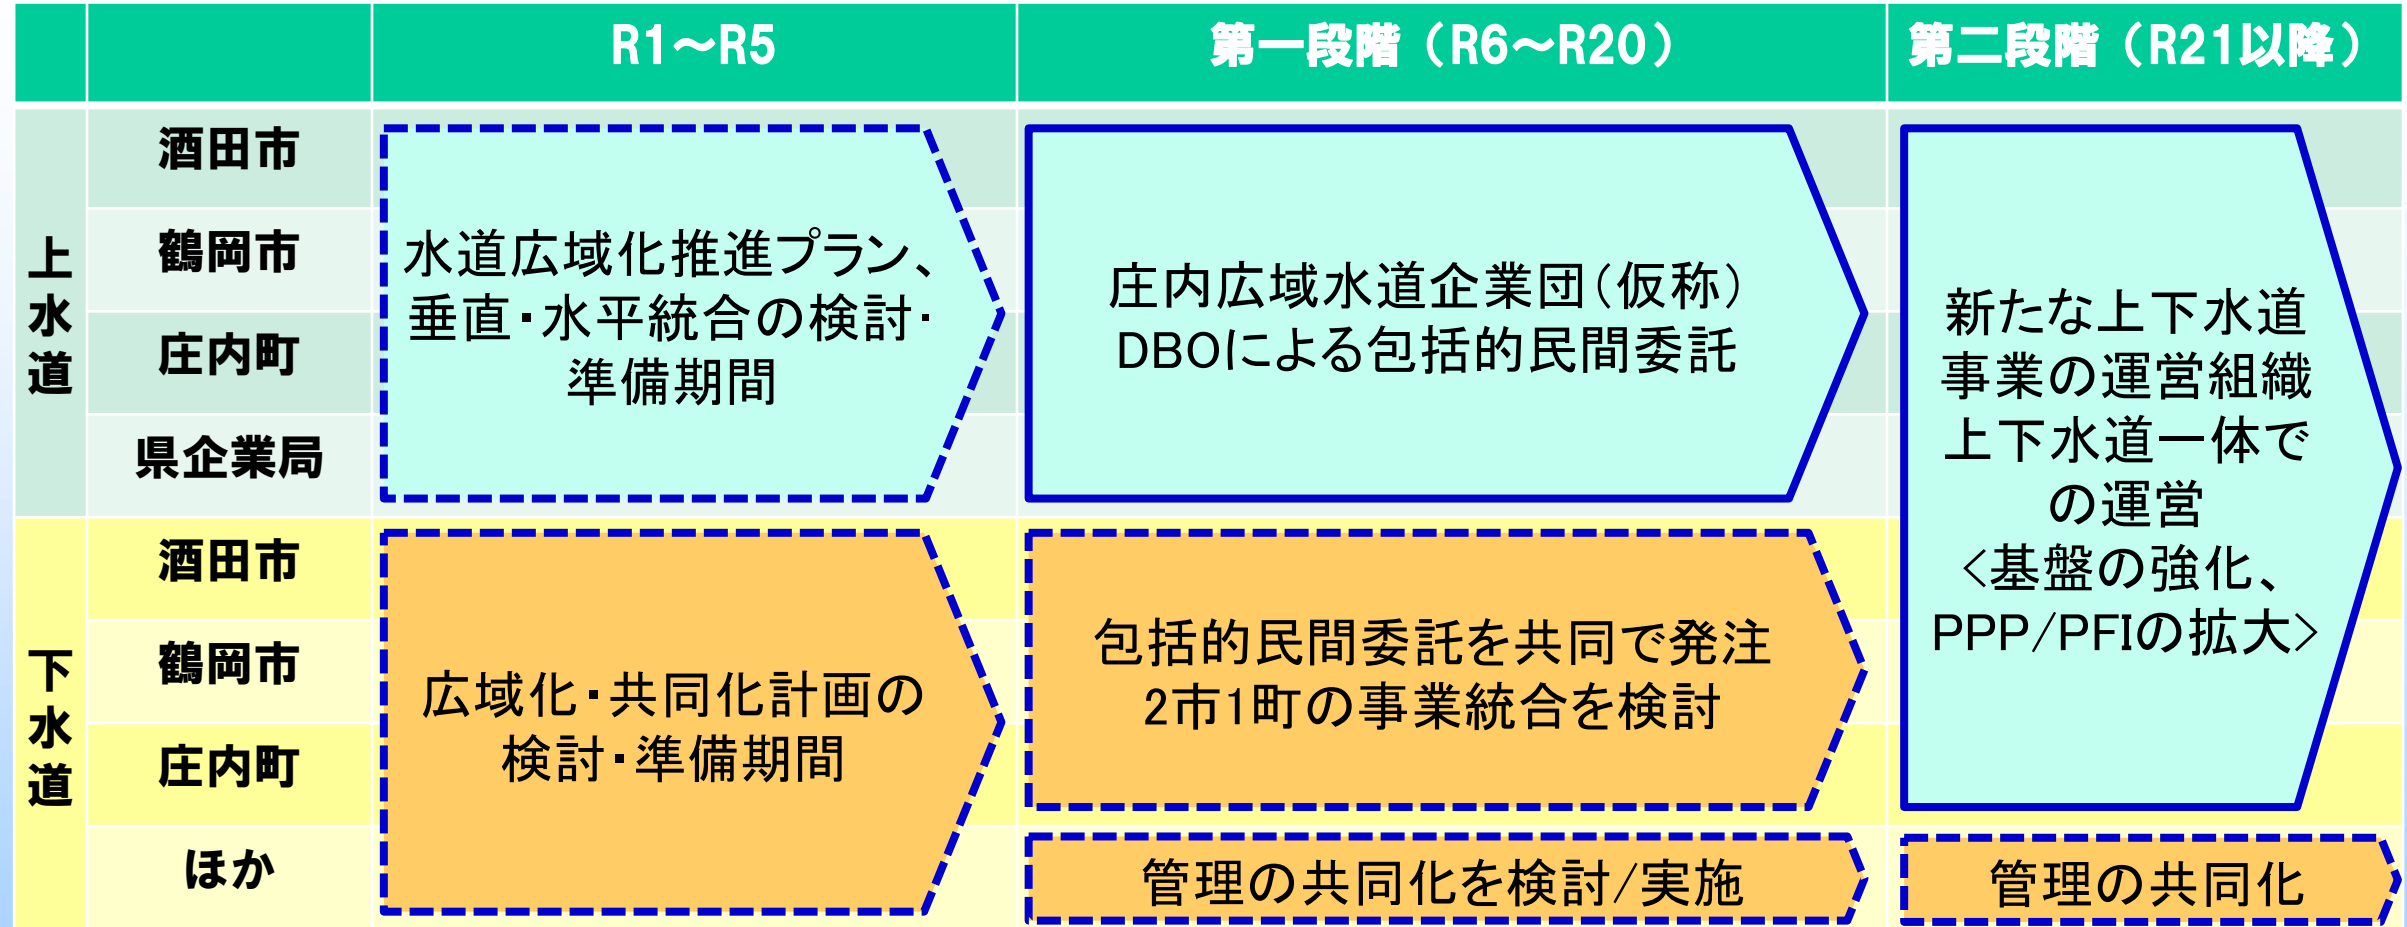 R1～R5
第一段階（R6～R20）
第二段階（R21以降）
上水道
酒田市
鶴岡市
庄内町
県企業局
水道広域化推進プラン、
垂直・水平統合の検討・
準備期間
庄内広域水道企業団（仮称）
DBOによる包括的民間委託
新たな上下水道
事業の運営組織
上下水道一体で
の運営
<基盤の強化、
PPP/PFIの拡大>
下水道
酒田市
鶴岡市
庄内町
ほか
広域化・共同化計画の
検討・準備期間
包括的民間委託を共同で発注
2市1町の事業統合を検討
管理の共同化を検討/実施
管理の共同化